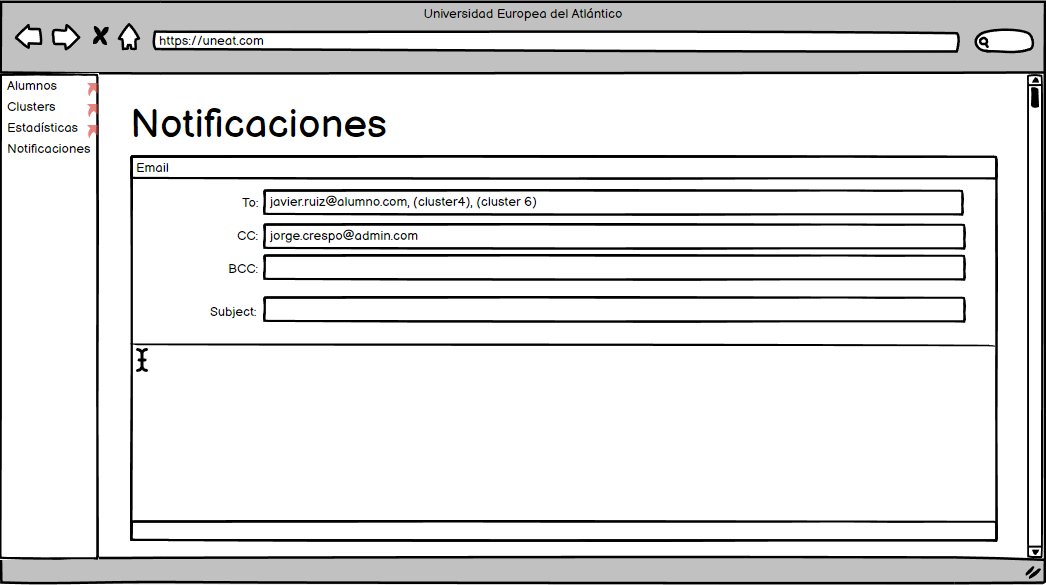 Universidad Europea del Atlántico
https://uneat.com
Alumnos
Clusters
Estadísticas
Notificaciones
Notificaciones
Email
To: javier.ruiz@alumno.com, (cluster4), (cluster 6)
CC: jorge.crespo@admin.com
BCC:
Subject: